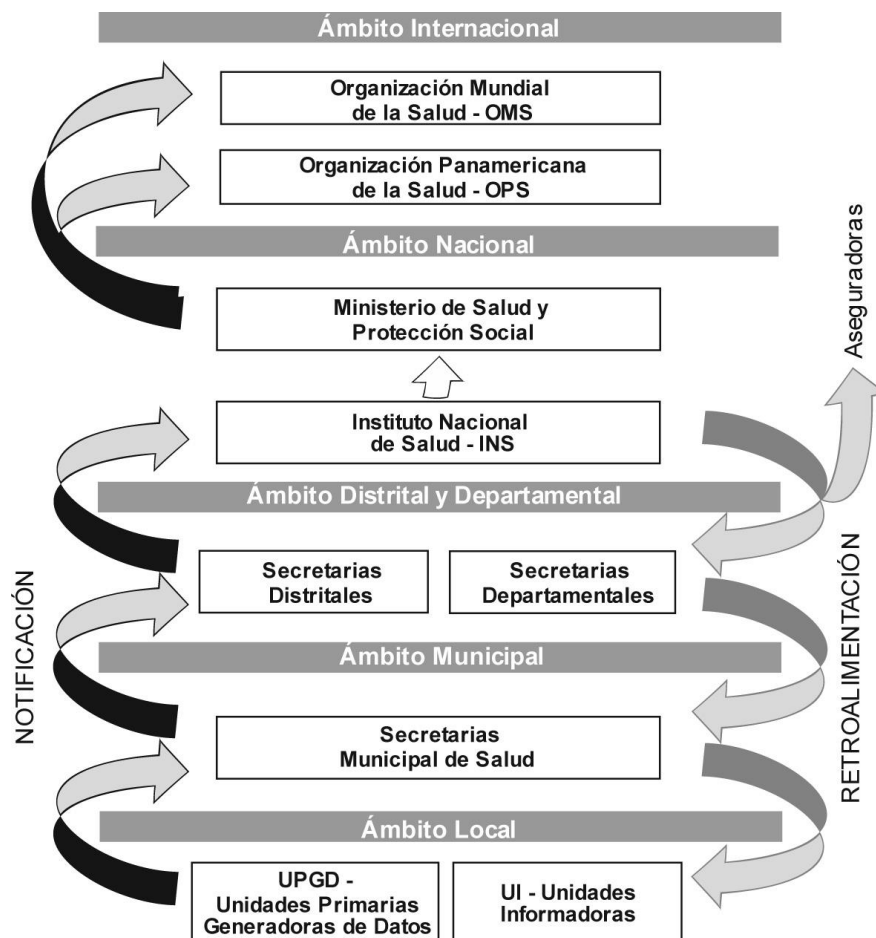 Ámbito Internacional
Organización Mundial
de la Salud - OMS
Organización Panamericana
de la Salud - OPS
Ámbito Nacional
Ministerio de Salud y
Protección Social
Aseguradoras
Instituto Nacional
de Salud - INS
Ámbito Distrital y Departamental
Secretarias
Distritales
Secretarias
Departamentales
NOTIFICACIÓN
RETROALIMENTACIÓN
Ámbito Municipal
Secretarias
Municipal de Salud
Ámbito Local
UPGD -
Unidades Primarias
Generadoras de Datos
UI - Unidades
Informadoras